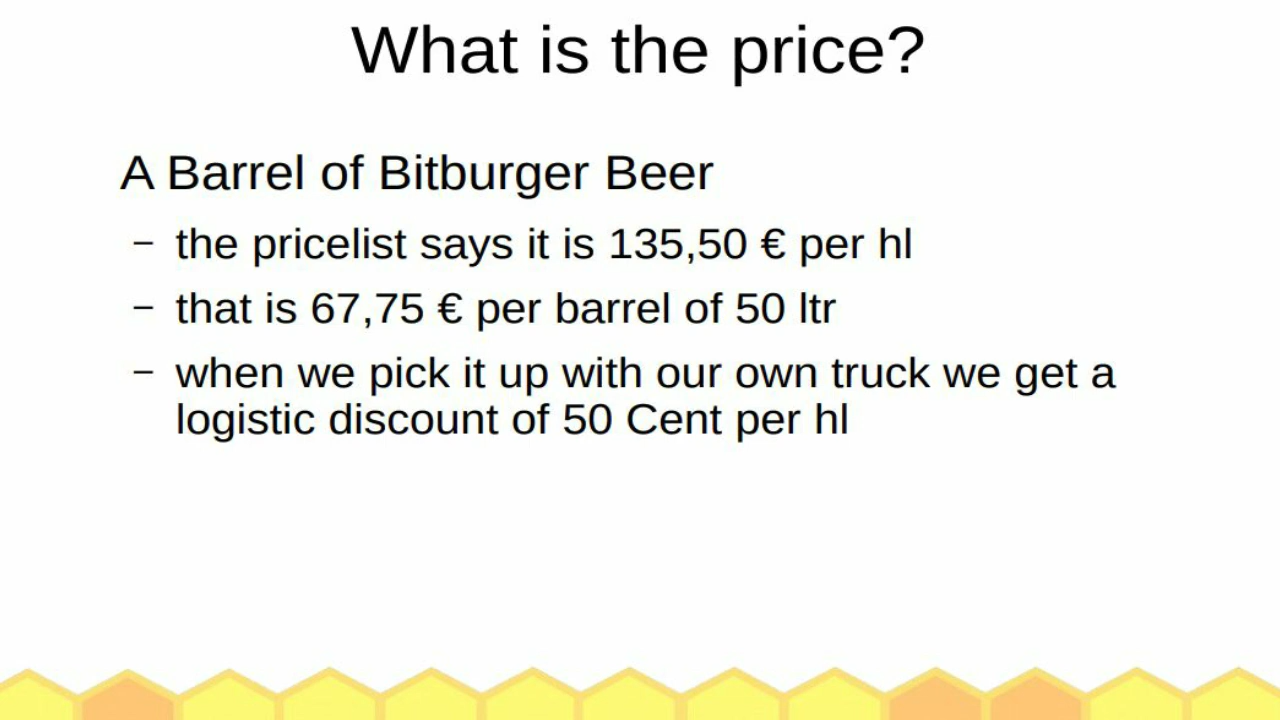 What is the price?
A Barrel of Bitburger Beer
– the pricelist says it is 135,50 € per hl
– that is 67,75 € per barrel of 50 ltr
– when we pick it up with our own truck we get a
logistic discount of 50 Cent per hl